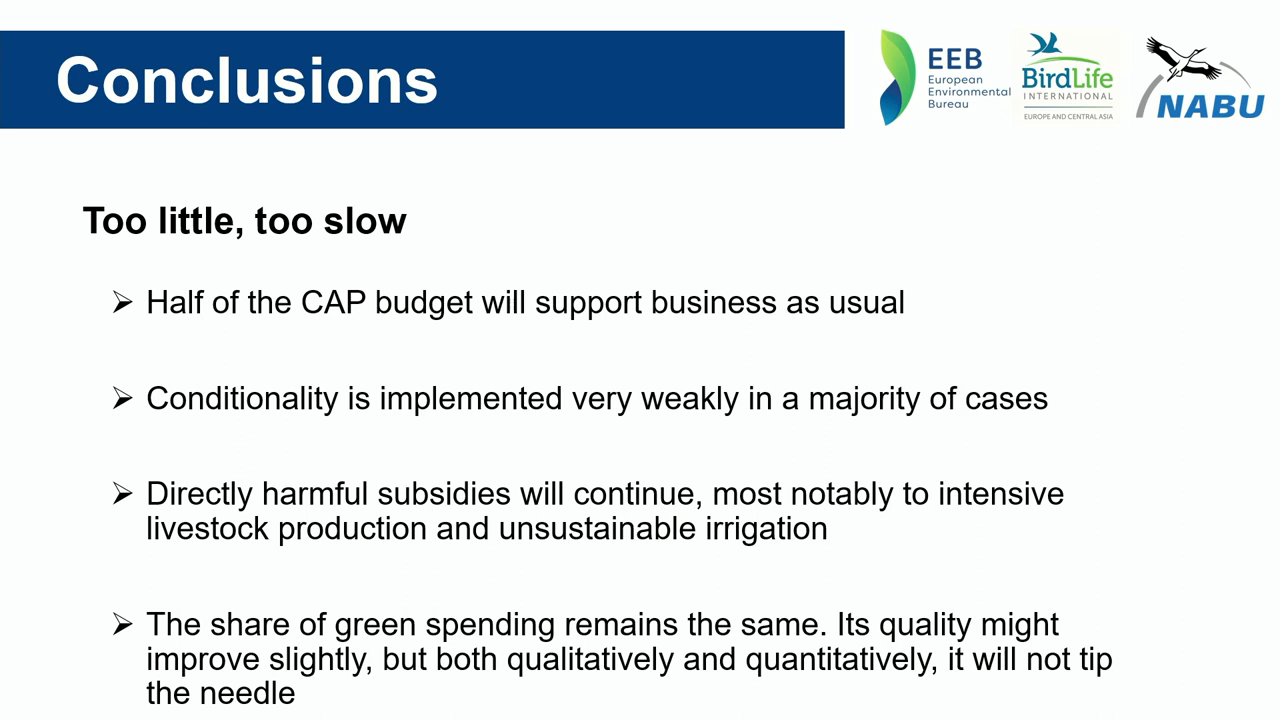 Conclusions
EEB
European
Environmental
Bureau
BirdLife
INTERNATIONAL
EUROPE AND CENTRAL ASIA
NABU
Too little, too slow
➢ Half of the CAP budget will support business as usual
➢ Conditionality is implemented very weakly in a majority of cases
➢ Directly harmful subsidies will continue, most notably to intensive
livestock production and unsustainable irrigation
➢ The share of green spending remains the same. Its quality might
improve slightly, but both qualitatively and quantitatively, it will not tip
the needle